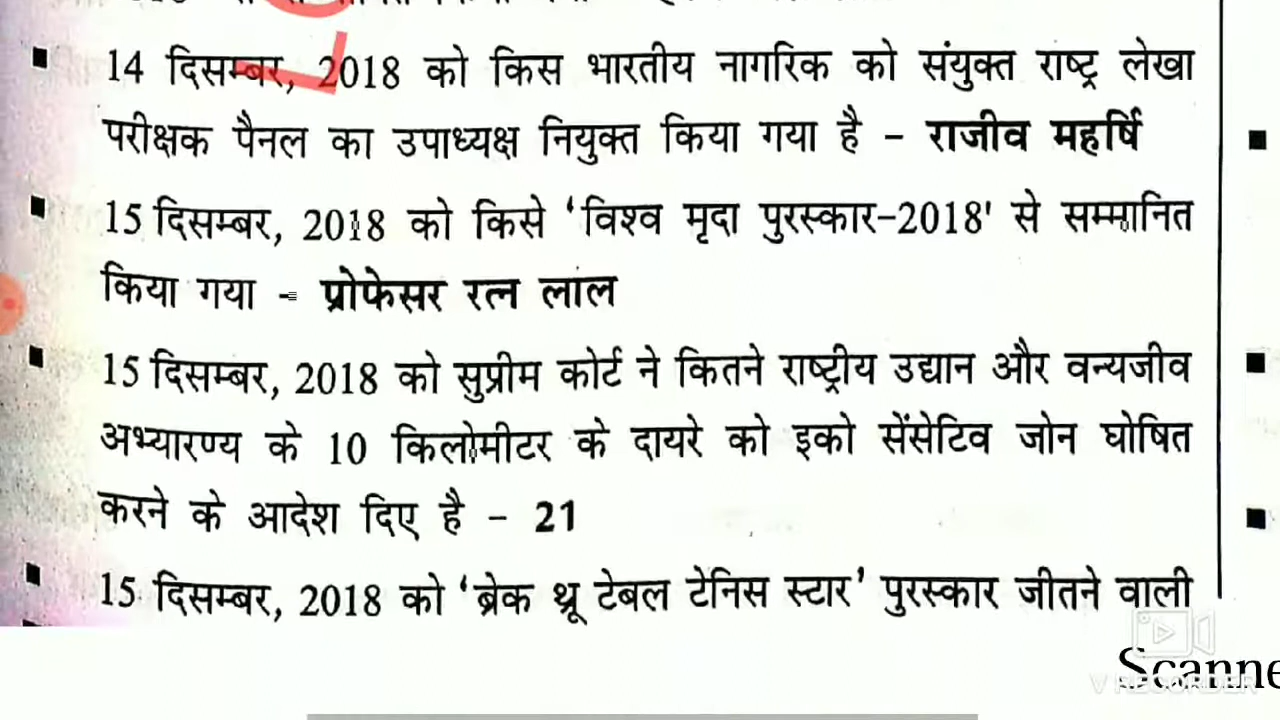 14 दिसम्बर, 2018 को किस भारतीय नागरिक को संयुक्त राष्ट्र लेखा
परीक्षक पैनल का उपाध्यक्ष नियुक्त किया गया है - राजीव महर्षि
15 दिसम्बर, 2018 को किसे 'विश्व मृदा पुरस्कार-2018' से सम्मानित
किया गया - प्रोफेसर रत्न लाल
15 दिसम्बर, 2018 को सुप्रीम कोर्ट ने कितने राष्ट्रीय उद्यान और वन्यजीव
अभ्यारण्य के 10 किलोमीटर के दायरे को इको सेंसेटिव जोन घोषित
करने के आदेश दिए है - 21
15 दिसम्बर, 2018 को 'ब्रेक थ्रू टेबल टेनिस स्टार' पुरस्कार जीतने वाली
Scanne
V RECORDER